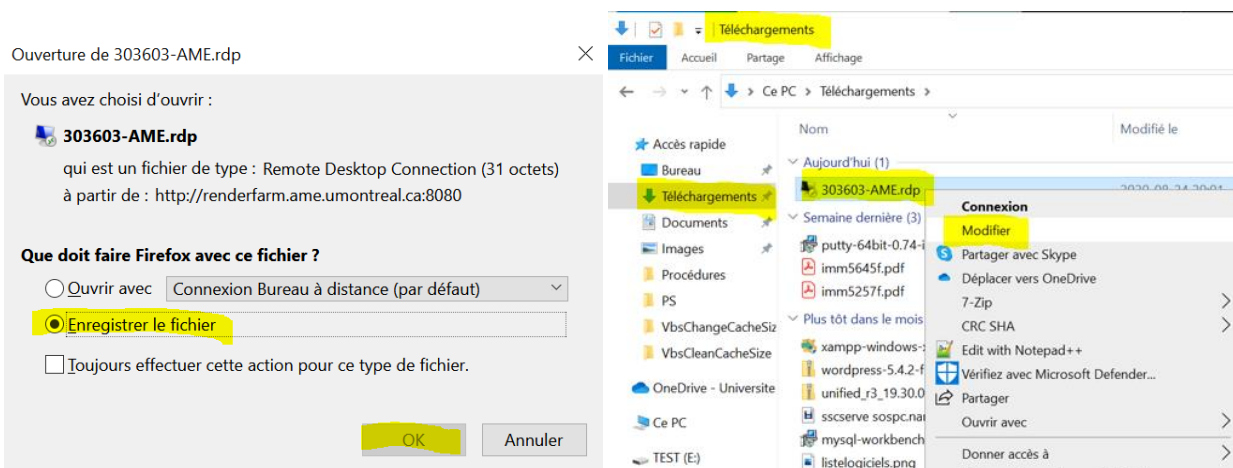 Ouverture de 303603-AME.rdp
Vous avez choisi d'ouvrir :
303603-AME.rdp
qui est un fichier de type : Remote Desktop Connection (31 octets)
à partir de : http://renderfarm.ame.umontreal.ca:8080
Que doit faire Firefox avec ce fichier ?
Ouvrir avec Connexion Bureau à distance (par défaut)
Enregistrer le fichier
Toujours effectuer cette action pour ce type de fichier.
OK Annuler
Téléchargements
Fichier Accueil Partage Affichage
Ce PC > Téléchargements >
Nom Modifié le
Accès rapide
Bureau
Téléchargements
Documents
Images
Procédures
PS
VbsChangeCacheSiz
VbsCleanCacheSize
OneDrive - Universite
Ce PC
TEST (E:)
Aujourd'hui (1)
303603-AME.rdp
Semaine dernière (3)
putty-64bit-0.74-i
imm5645f.pdf
imm5257f.pdf
Plus tôt dans le mois
xampp-windows-x
wordpress-5.4.2-f
unified_r3_19.30.0
sscserve sospc.nar
mysql-workbench
listelogiciels.png
Connexion
Modifier
Partager avec Skype
Déplacer vers OneDrive
7-Zip
CRC SHA
Edit with Notepad++
Vérifiez avec Microsoft Defender...
Partager
Ouvrir avec
Donner accès à